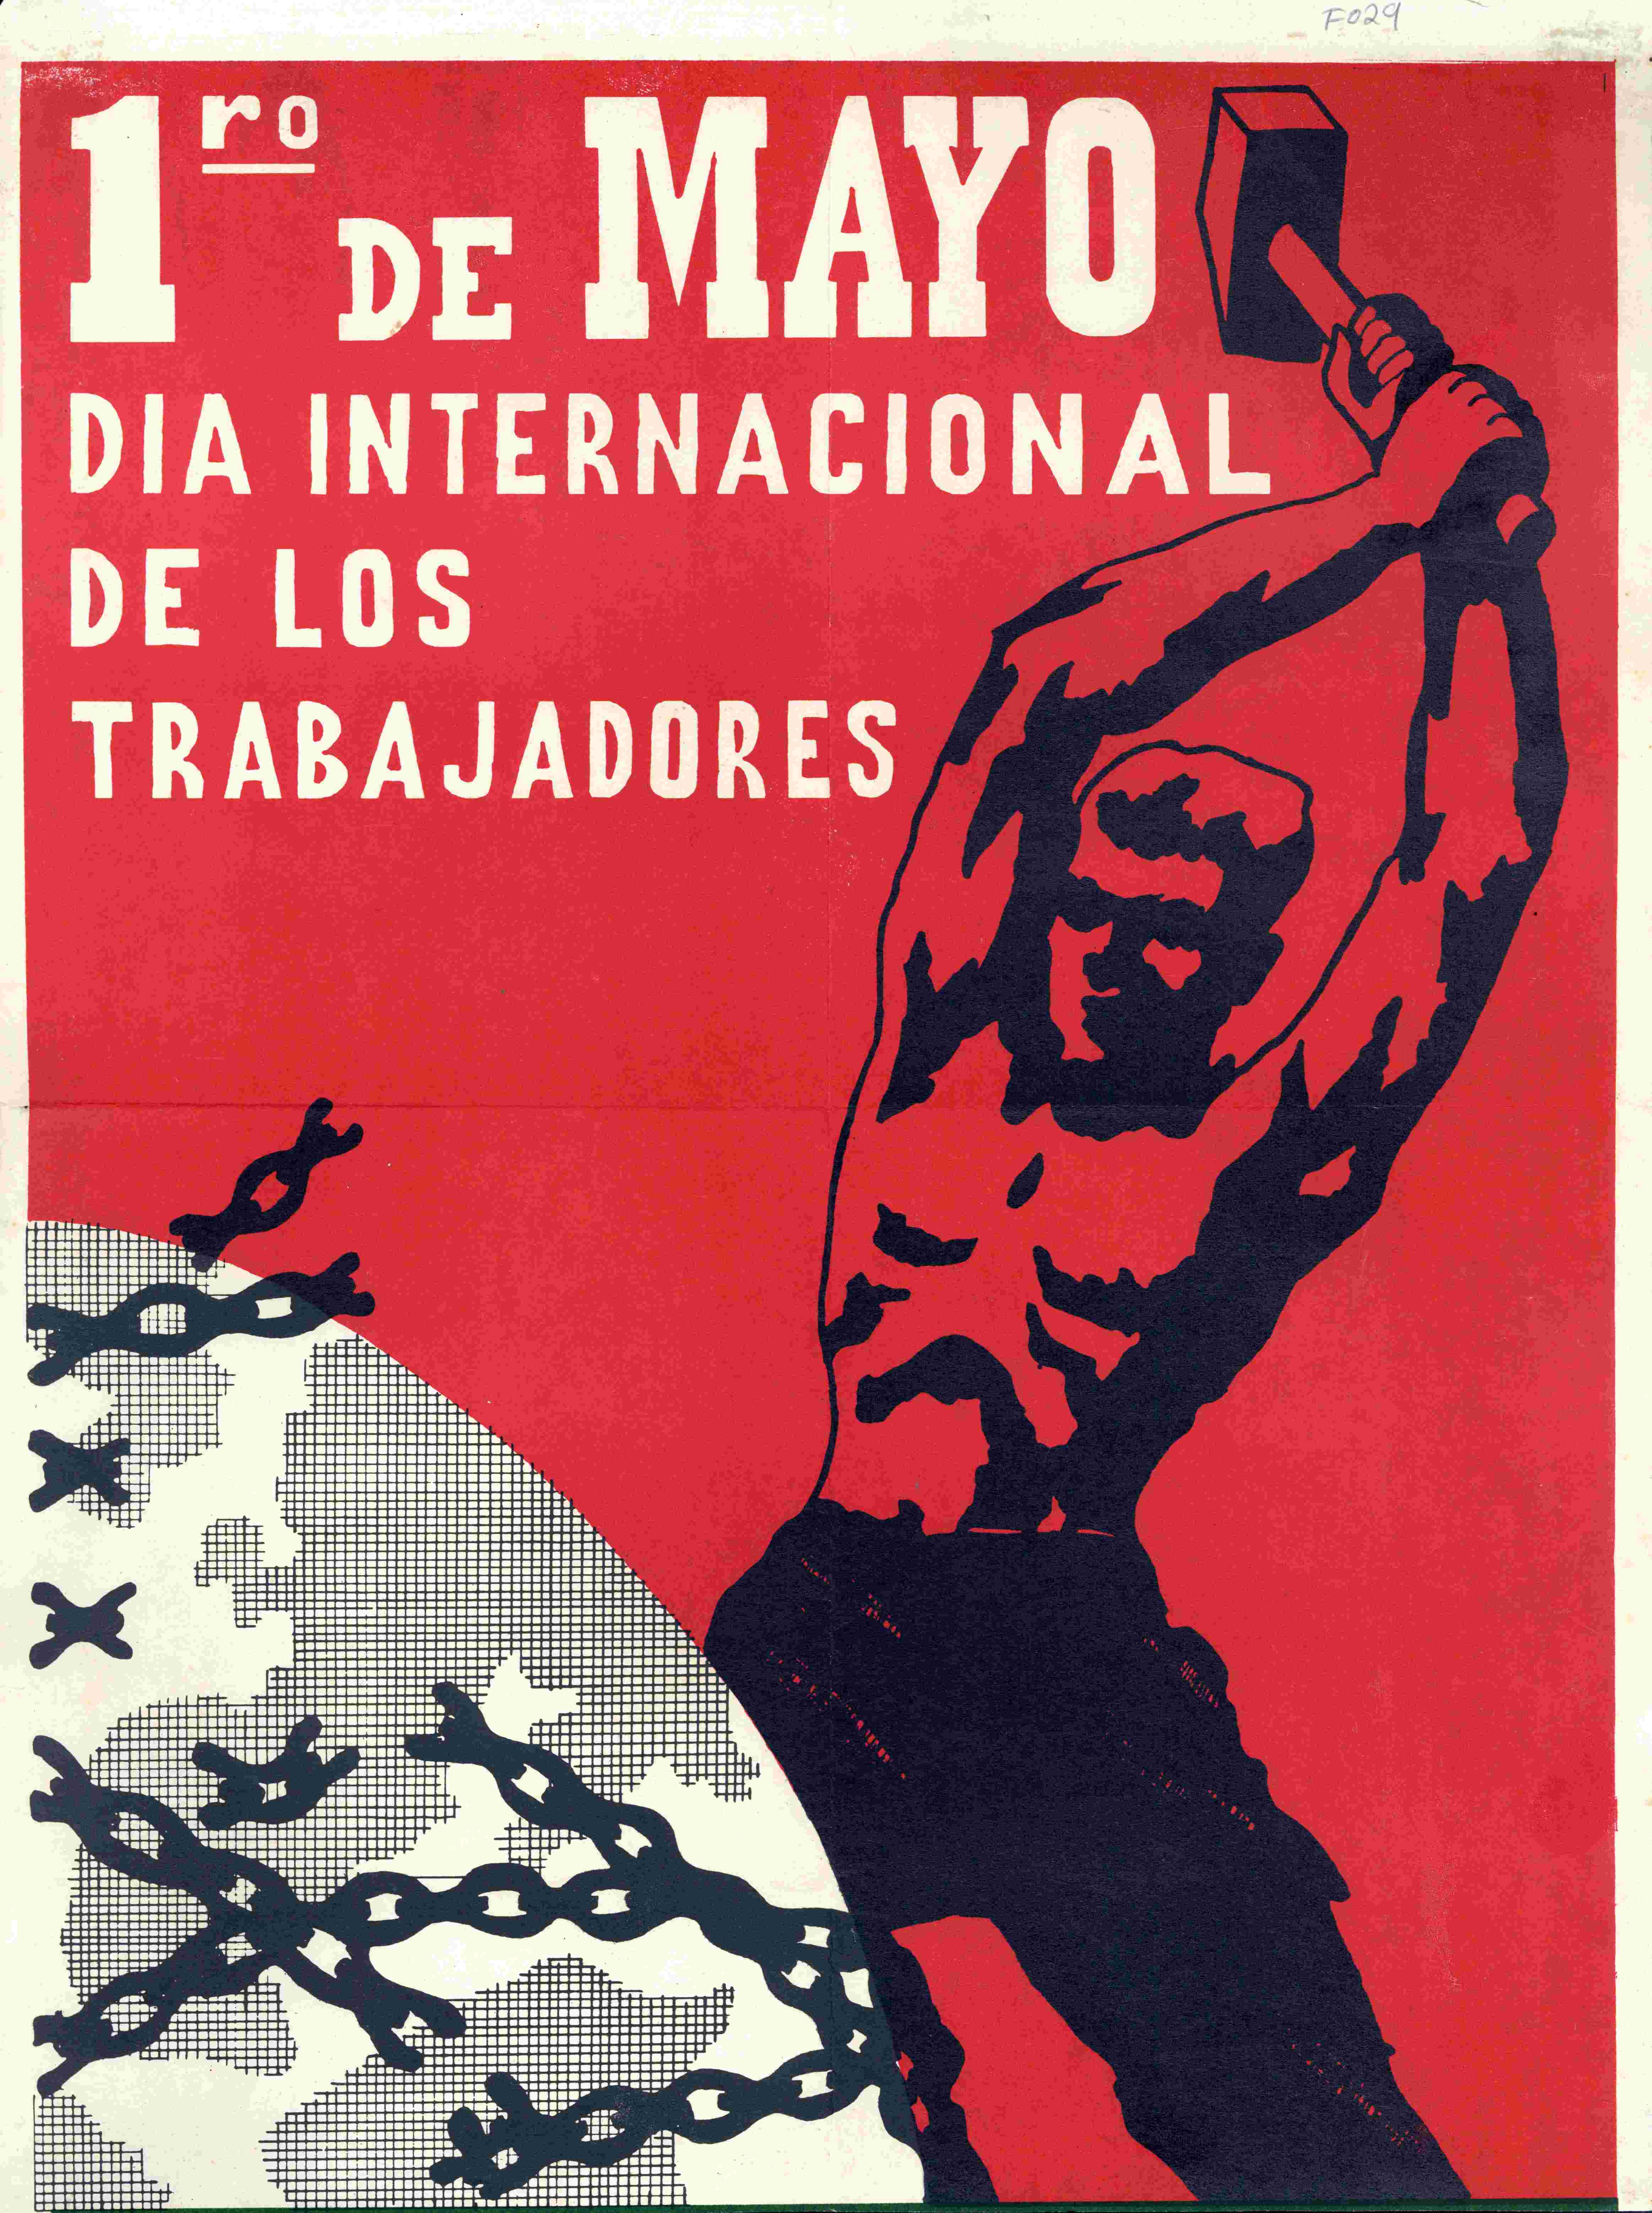 F029
1ro DE MAYO
DIA INTERNACIONAL
DE LOS
TRABAJADORES